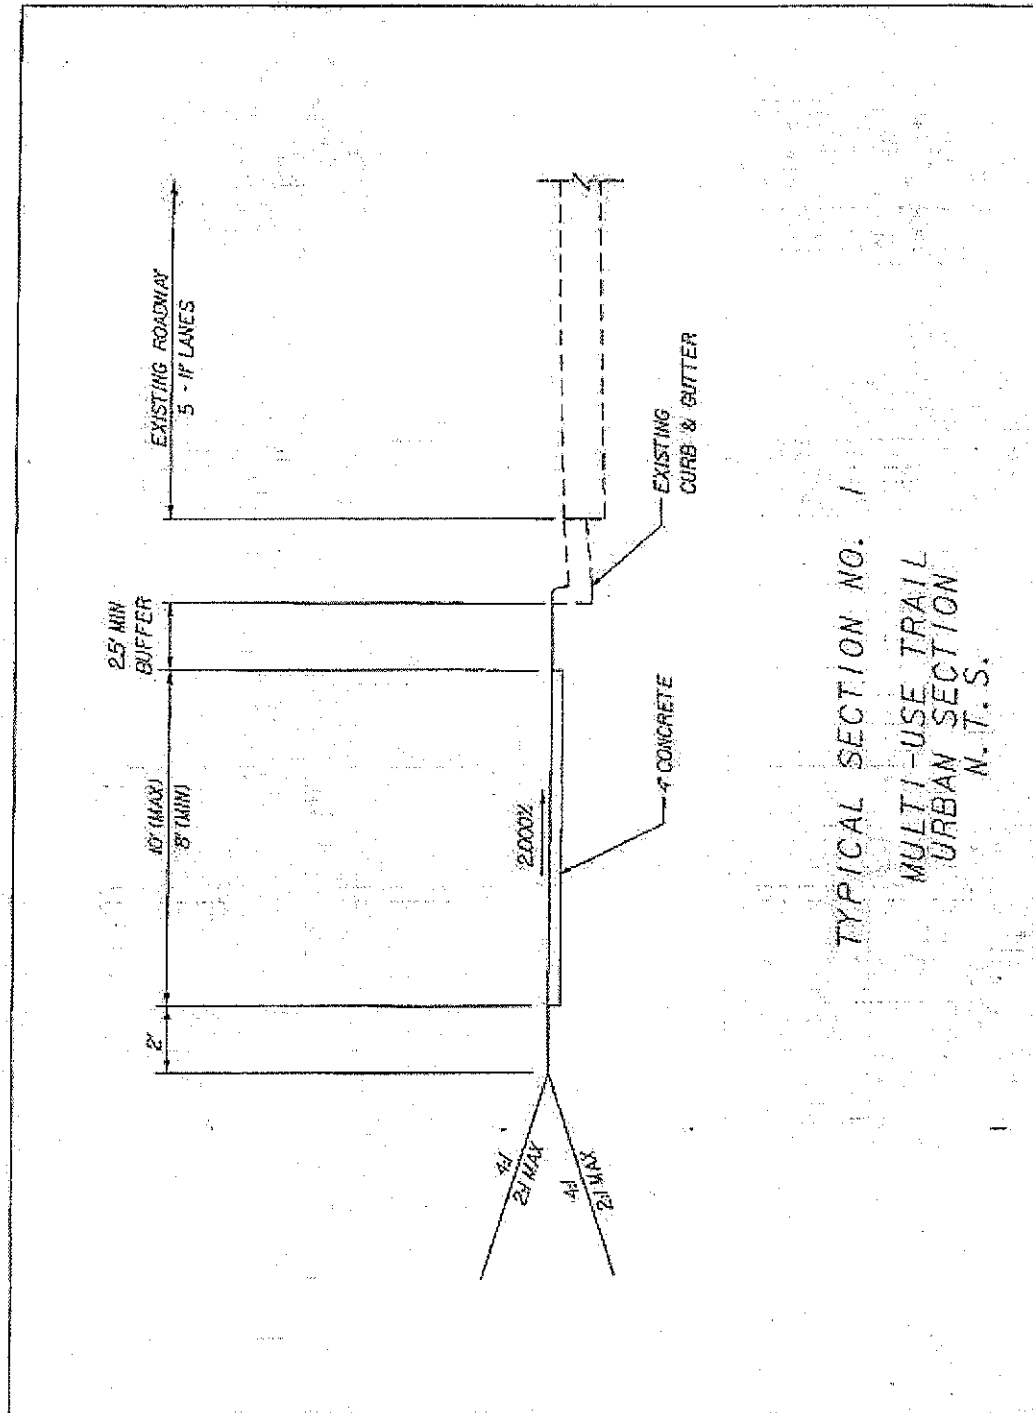 2'
10' (MAX)
8' (MIN)
2.5' MIN
BUFFER
EXISTING ROADWAY
5 - 11' LANES
4:1
2:1 MAX
4:1
2:1 MAX
2.000%
4" CONCRETE
EXISTING
CURB & GUTTER
TYPICAL SECTION NO. 1
MULTI-USE TRAIL
URBAN SECTION
N.T.S.